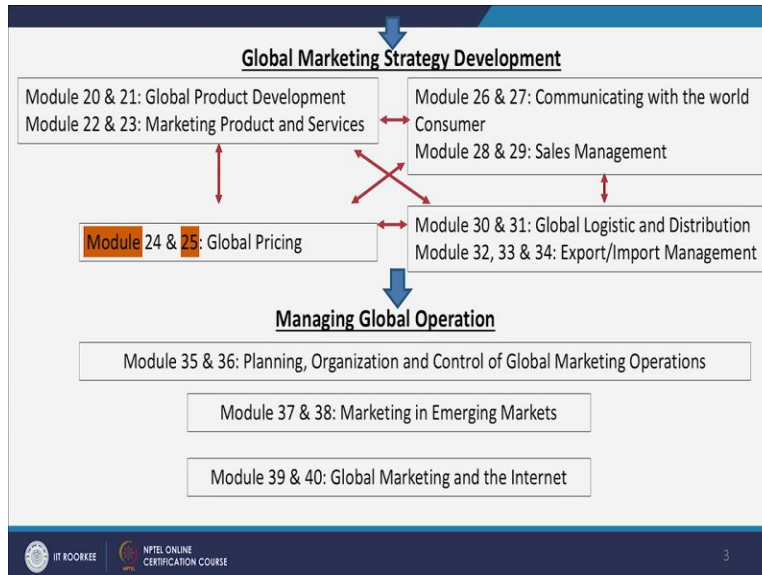 Global Marketing Strategy Development
Module 20 & 21: Global Product Development
Module 22 & 23: Marketing Product and Services
Module 26 & 27: Communicating with the world
Consumer
Module 28 & 29: Sales Management
Module 24 & 25: Global Pricing
Module 30 & 31: Global Logistic and Distribution
Module 32, 33 & 34: Export/Import Management
Managing Global Operation
Module 35 & 36: Planning, Organization and Control of Global Marketing Operations
Module 37 & 38: Marketing in Emerging Markets
Module 39 & 40: Global Marketing and the Internet
IIT ROORKEE
NPTEL ONLINE
CERTIFICATION COURSE
3